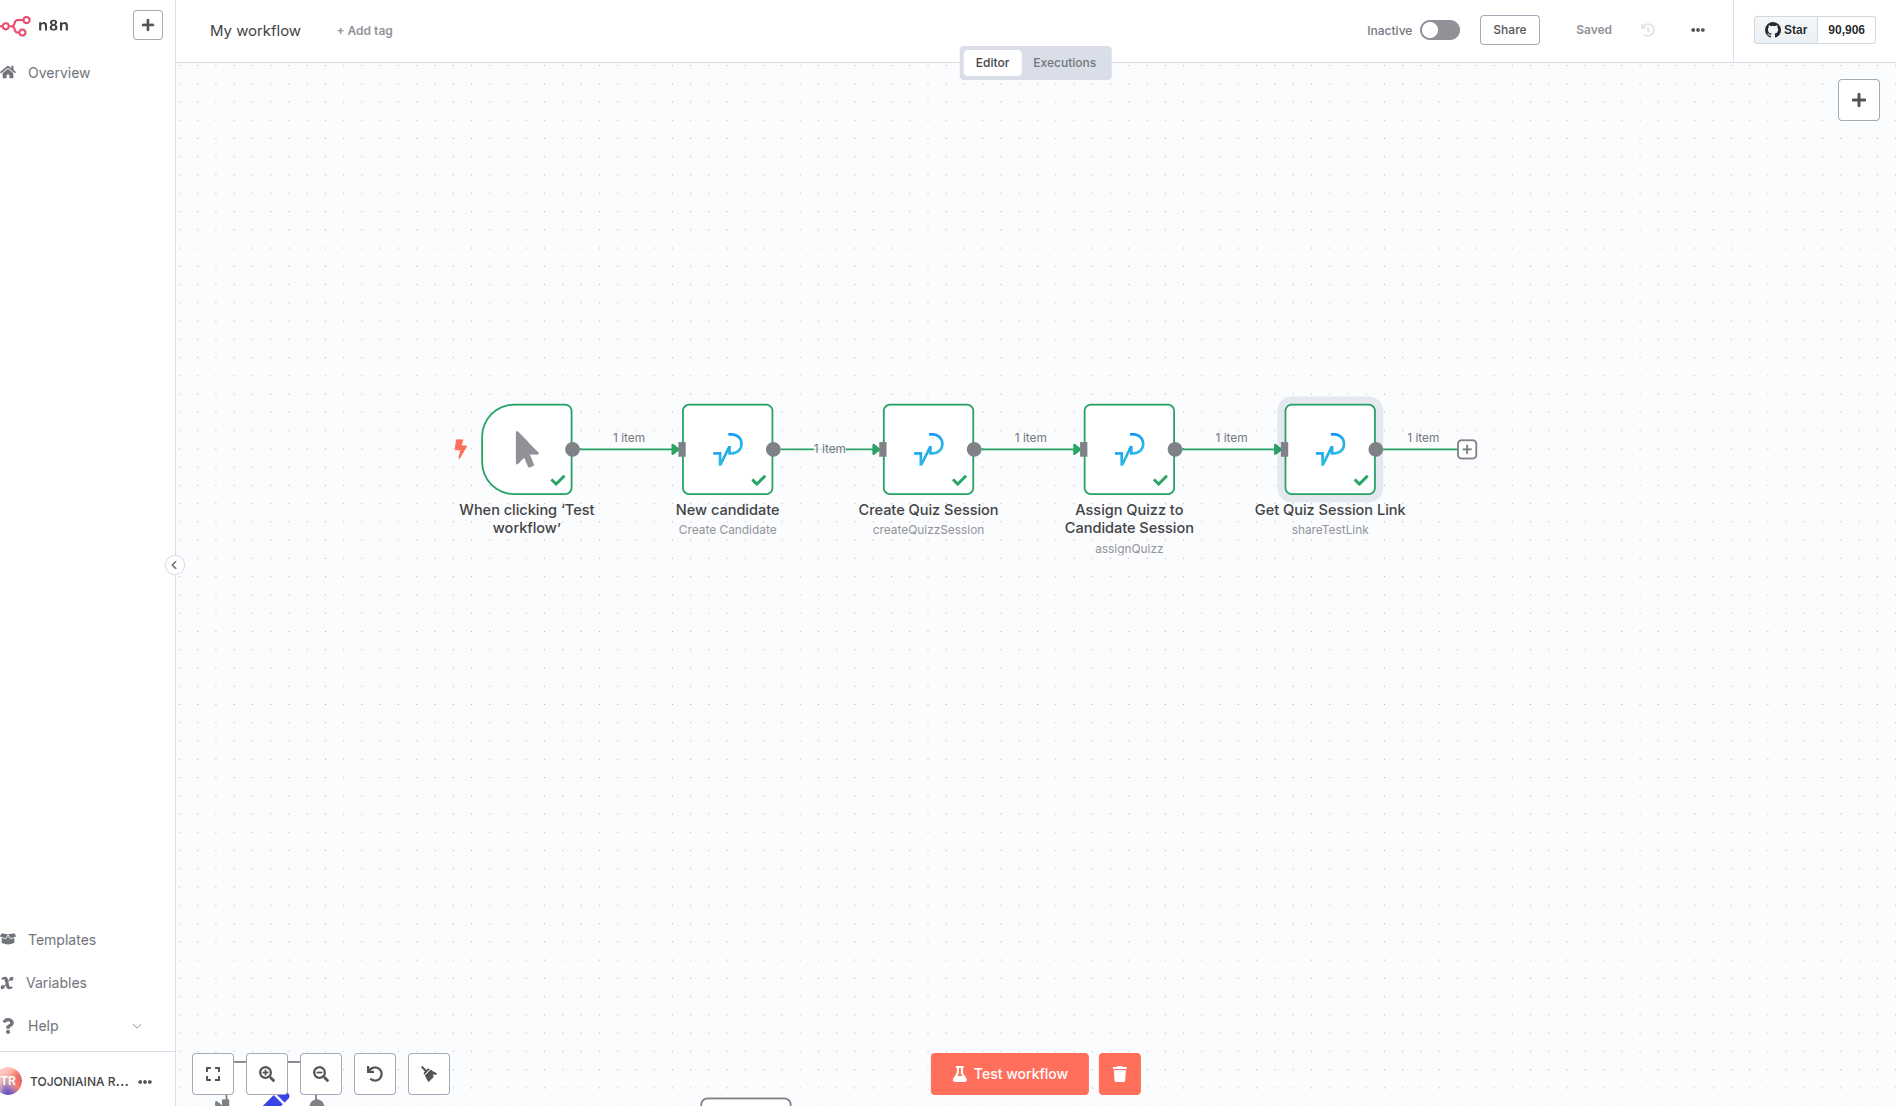 n8n
My workflow
+ Add tag
Inactive
Share
Saved
Star
90,906
Editor
Executions
Overview
1 item
1 item
1 item
1 item
1 item
When clicking ‘Test
workflow’
New candidate
Create Candidate
Create Quiz Session
createQuizzSession
Assign Quizz to
Candidate Session
assignQuizz
Get Quiz Session Link
shareTestLink
Templates
Variables
Help
TR
TOJONIAINA R...
Test workflow